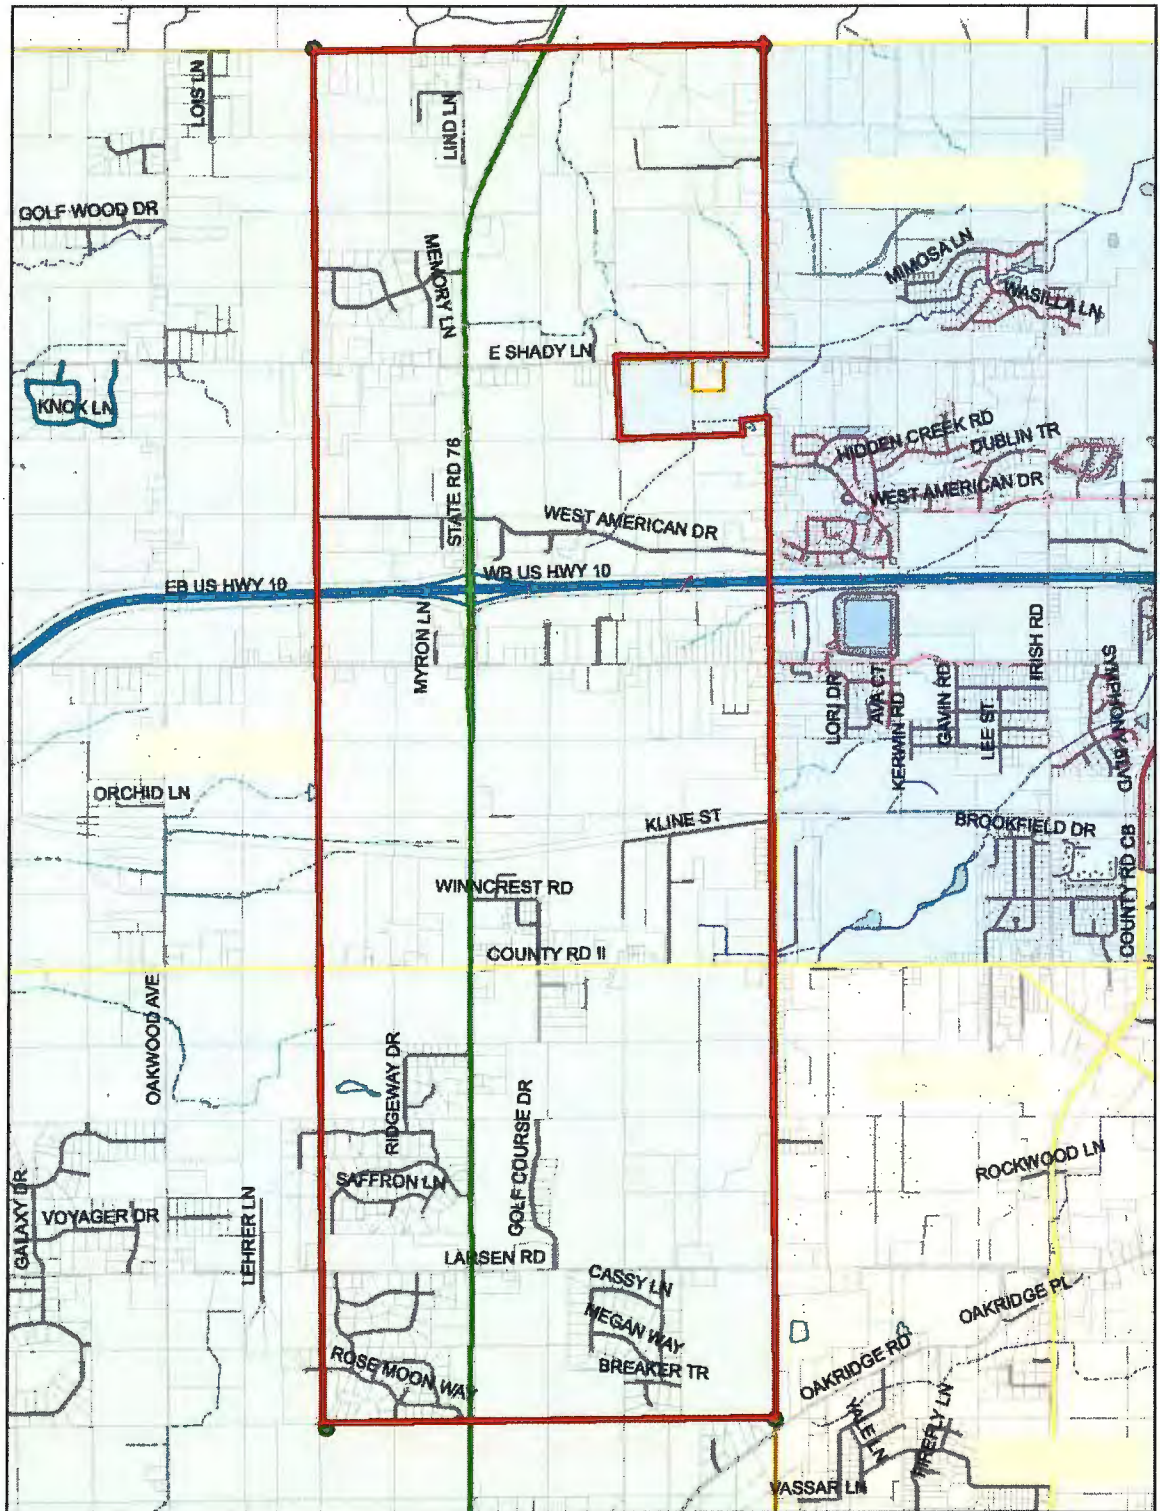 LOIS LN
LIND LN
GOLF WOOD DR
MEMORY LN
MIMOSA LN
WASILLA LN
E SHADY LN
KNOX LN
HIDDEN CREEK RD
DUBLIN TR
STATE RD 76
WEST AMERICAN DR
WEST AMERICAN DR
EB US HWY 10
WB US HWY 10
MYRON LN
LORI DR
AVA CT
KERWIN RD
GAVIN RD
LEE ST
IRISH RD
SYMPHONY BLVD
ORCHID LN
KLINE ST
BROOKFIELD DR
WINNCREST RD
COUNTY RD CB
COUNTY RD II
OAKWOOD AVE
RIDGEWAY DR
GOLF COURSE DR
SAFFRON LN
ROCKWOOD LN
GALAXY DR
VOYAGER DR
LEHRER LN
LARSEN RD
CASSY LN
MEGAN WAY
BREAKER TR
ROSE MOON WAY
OAKRIDGE PL
OAKRIDGE RD
VALE LN
FIREFLY LN
VASSAR LN